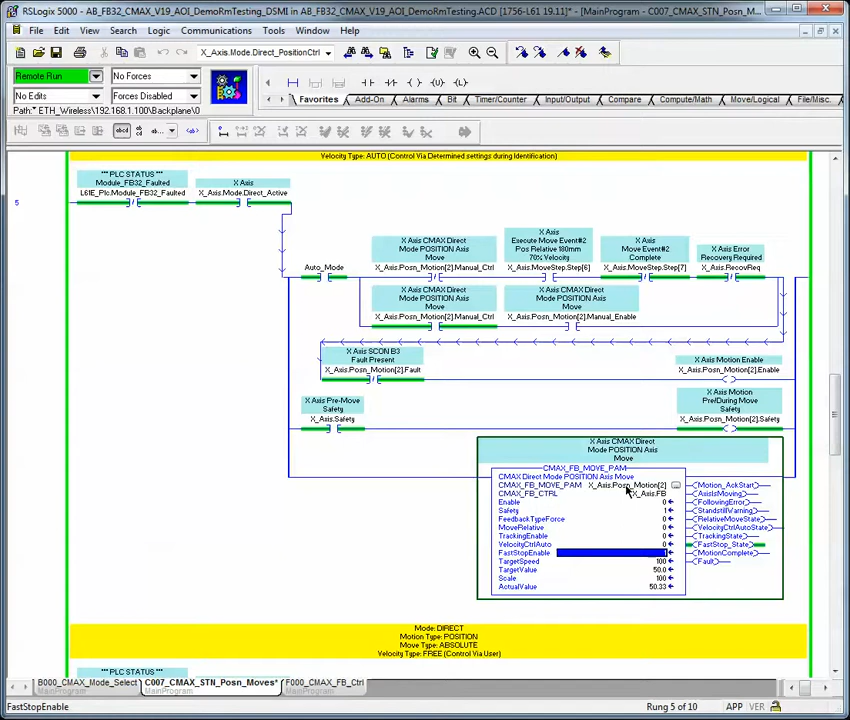 RSLogix 5000 - AB_FB32_CMAX_V19_AOI_DemoRmTesting_DSMI in AB_FB32_CMAX_V19_AOI_DemoRmTesting.ACD [1756-L61 19.11]* - [MainProgram - C007_CMAX_STN_Posn_M...
File Edit View Search Logic Communications Tools Window Help
X_Axis.Mode.Direct_PositionCtrl
Remote Run No Forces
No Edits Forces Disabled
Path:* ETH_Wireless\192.168.1.100\Backplane\0
Favorites Add-On Alarms Bit Timer/Counter Input/Output Compare Compute/Math Move/Logical File/Misc.
Velocity Type: AUTO (Control Via Determined settings during Identification)
*** PLC STATUS ***
Module_FB32_Faulted
L61E_Plc.Module_FB32_Faulted
X Axis
X_Axis.Mode.Direct_Active
5
Auto_Mode
X Axis CMAX Direct
Mode POSITION Axis
Move
X_Axis.Posn_Motion[2].Manual_Ctrl
X Axis
Execute Move Event#2
Pos Relative 180mm
70% Velocity
X_Axis.MoveStep.Step[6]
X Axis
Move Event#2
Complete
X_Axis.MoveStep.Step[7]
X Axis Error
Recovery Required
X_Axis.RecovReq
X Axis CMAX Direct
Mode POSITION Axis
Move
X_Axis.Posn_Motion[2].Manual_Ctrl
X Axis CMAX Direct
Mode POSITION Axis
Move
X_Axis.Posn_Motion[2].Manual_Enable
X Axis SCON B3
Fault Present
X_Axis.Posn_Motion[2].Fault
X Axis Motion Enable
X_Axis.Posn_Motion[2].Enable
X Axis Pre-Move
Safety
X_Axis.Safety
X Axis Motion
Pre/During Move
Safety
X_Axis.Posn_Motion[2].Safety
X Axis CMAX Direct
Mode POSITION Axis
Move
CMAX_FB_MOVE_PAM
CMAX Direct Mode POSITION Axis Move
CMAX_FB_MOVE_PAM X_Axis.Posn_Motion[2] ... Motion_AckStart
CMAX_FB_CTRL X_Axis.FB AxisIsMoving
Enable 0 FollowingError
Safety 1 StandstillWarning
FeedbackTypeForce 0 RelativeMoveState
MoveRelative 0 VelocityCtrlAutoState
TrackingEnable 0 TrackingState
VelocityCtrlAuto 0 FastStop_State
FastStopEnable 1 MotionComplete
TargetSpeed 100 Fault
TargetValue 50.0
Scale 100
ActualValue 50.33
Mode: DIRECT
Motion Type: POSITION
Move Type: ABSOLUTE
Velocity Type: FREE (Control Via User)
*** PLC STATUS ***
X Axis
B000_CMAX_Mode_Select C007_CMAX_STN_Posn_Moves* F000_CMAX_FB_Ctrl
MainProgram MainProgram MainProgram
FastStopEnable Rung 5 of 10 APP VER